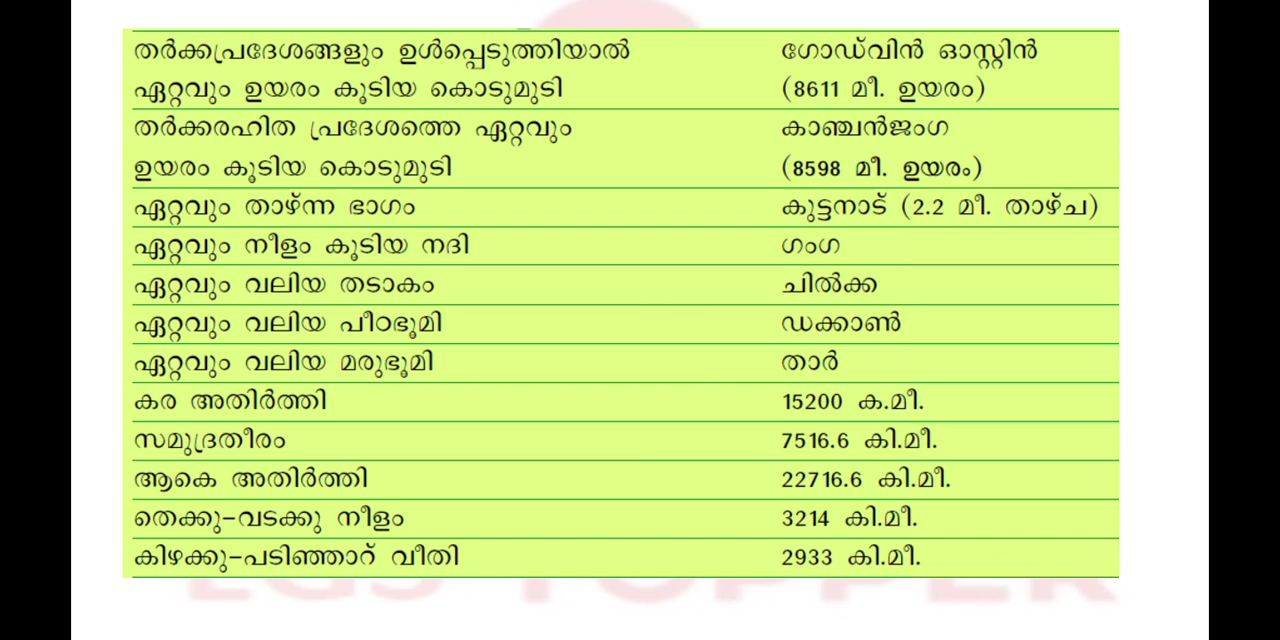 തർക്കപ്രദേശങ്ങളും ഉൾപ്പെടുത്തിയാൽ ഗോഡ്‌വിൻ ഓസ്റ്റിൻ
ഏറ്റവും ഉയരം കൂടിയ കൊടുമുടി (8611 മീ. ഉയരം)
തർക്കരഹിത പ്രദേശത്തെ ഏറ്റവും കാഞ്ചൻജംഗ
ഉയരം കൂടിയ കൊടുമുടി (8598 മീ. ഉയരം)
ഏറ്റവും താഴ്ന്ന ഭാഗം കുട്ടനാട് (2.2 മീ. താഴ്ച)
ഏറ്റവും നീളം കൂടിയ നദി ഗംഗ
ഏറ്റവും വലിയ തടാകം ചിൽക്ക
ഏറ്റവും വലിയ പീഠഭൂമി ഡക്കാൺ
ഏറ്റവും വലിയ മരുഭൂമി താർ
കര അതിർത്തി 15200 ക.മീ.
സമുദ്രതീരം 7516.6 കി.മീ.
ആകെ അതിർത്തി 22716.6 കി.മീ.
തെക്കു-വടക്കു നീളം 3214 കി.മീ.
കിഴക്കു-പടിഞ്ഞാറ് വീതി 2933 കി.മീ.
LGS TOPPER